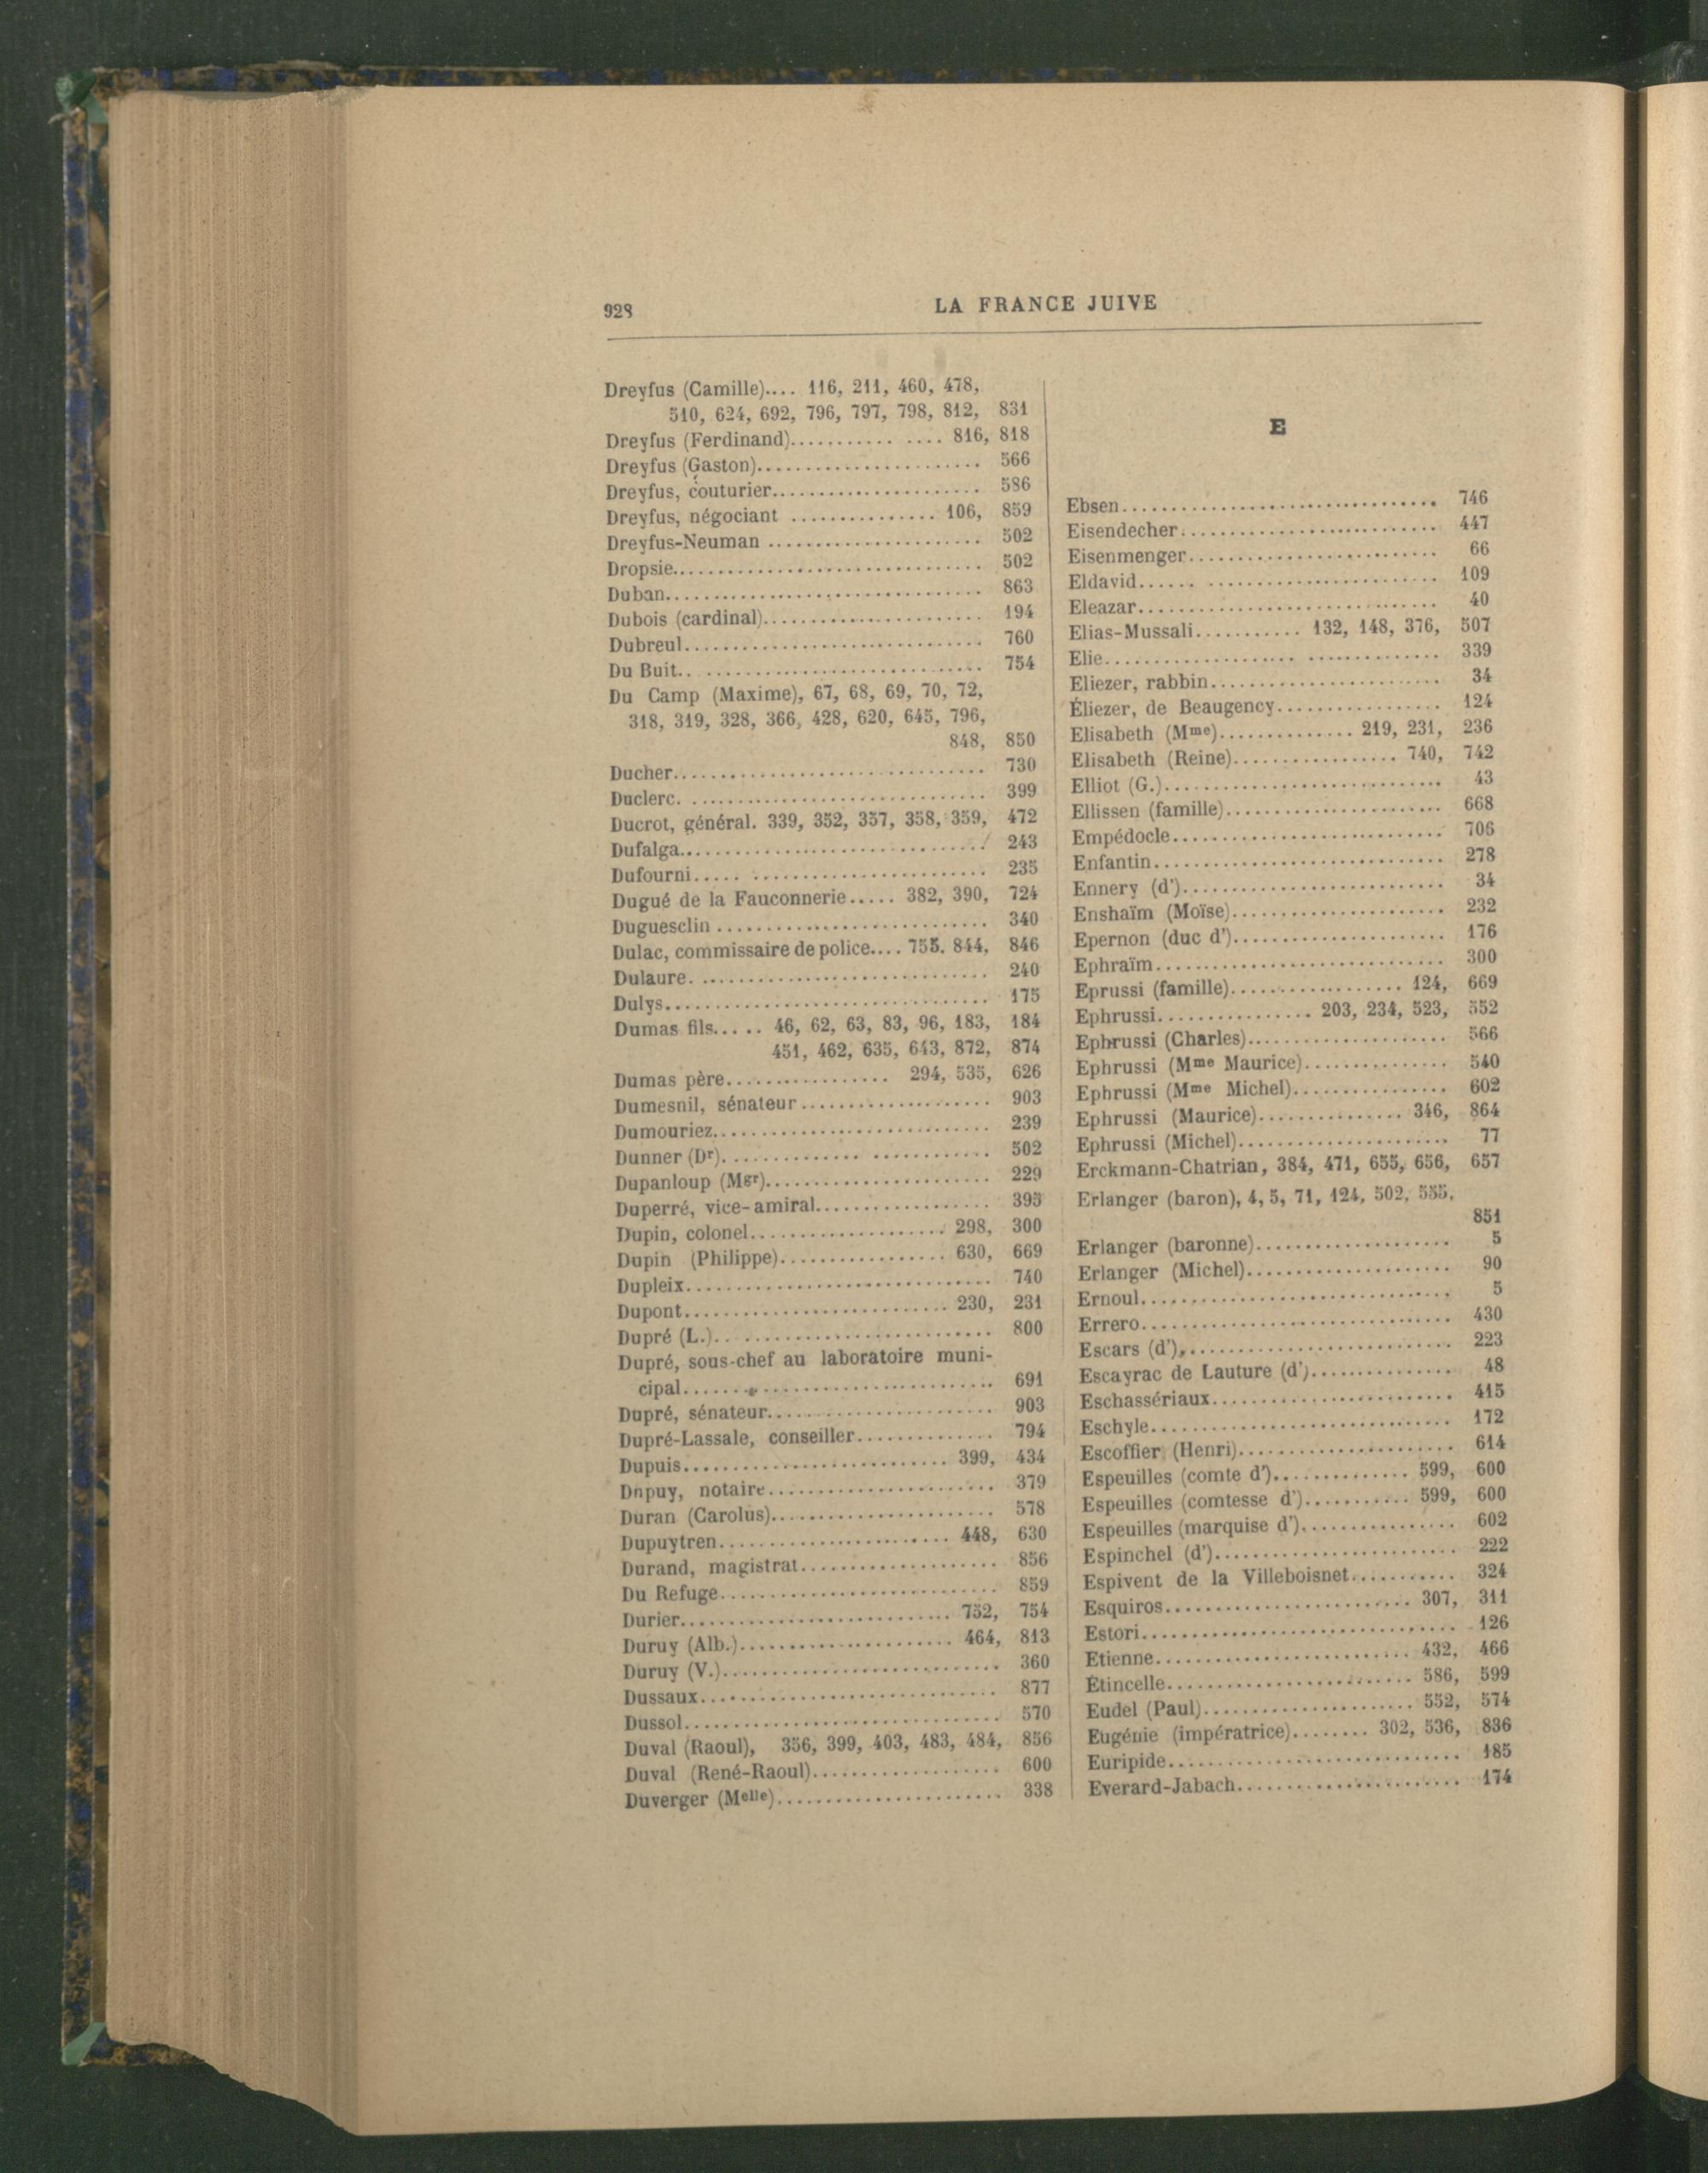 928
LA FRANCE JUIVE
Dreyfus (Camille).... 116, 211, 460, 478,
510, 624, 692, 796, 797, 798, 812, 831
Dreyfus (Ferdinand)........... .... 816, 818
Dreyfus (Gaston)....................... 566
Dreyfus, couturier...................... 586
Dreyfus, négociant ............... 106, 859
Dreyfus-Neuman ...................... 502
Dropsie................................ 502
Duban................................. 863
Dubois (cardinal)....................... 194
Dubreul............................... 760
Du Buit.. ............................. 754
Du Camp (Maxime), 67, 68, 69, 70, 72,
318, 319, 328, 366, 428, 620, 645, 796,
848, 850
Ducher................................ 730
Duclerc. .............................. 399
Ducrot, général. 339, 352, 357, 358, 359, 472
Dufalga............................... 243
Dufourni..... ........................ 235
Dugué de la Fauconnerie..... 382, 390, 724
Duguesclin ............................ 340
Dulac, commissaire de police.... 755. 844, 846
Dulaure. .............................. 240
Dulys................................. 175
Dumas fils..... 46, 62, 63, 83, 96, 183, 184
451, 462, 635, 643, 872, 874
Dumas père................. 294, 535, 626
Dumesnil, sénateur.................... 903
Dumouriez............................. 239
Dunner (Dr).............. ............ 502
Dupanloup (Mgr)....................... 229
Duperré, vice-amiral.................. 395
Dupin, colonel..................... 298, 300
Dupin (Philippe)................. 630, 669
Dupleix................................ 740
Dupont............................ 230, 231
Dupré (L.).. .......................... 800
Dupré, sous-chef au laboratoire muni-
cipal................................. 691
Dupré, sénateur........................ 903
Dupré-Lassale, conseiller.............. 794
Dupuis............................ 399, 434
Dnpuy, notaire........................ 379
Duran (Carolus)....................... 578
Dupuytren........................ 448, 630
Durand, magistrat..................... 856
Du Refuge............................. 859
Durier............................ 752, 754
Duruy (Alb.)...................... 464, 813
Duruy (V.)............................. 360
Dussaux............................... 877
Dussol................................. 570
Duval (Raoul), 356, 399, 403, 483, 484, 856
Duval (René-Raoul).................... 600
Duverger (Melle)....................... 338
E
Ebsen................................. 746
Eisendecher........................... 447
Eisenmenger.......................... 66
Eldavid...... ........................ 109
Eleazar............................... 40
Elias-Mussali........... 132, 148, 376, 507
Elie.................... .............. 339
Eliezer, rabbin........................ 34
Éliezer, de Beaugency................. 124
Elisabeth (Mme).............. 219, 231, 236
Elisabeth (Reine)................. 740, 742
Elliot (G.)............................. 43
Ellissen (famille)....................... 668
Empédocle............................ 706
Enfantin.............................. 278
Ennery (d')........................... 34
Enshaïm (Moïse)...................... 232
Epernon (duc d')...................... 176
Ephraïm.............................. 300
Eprussi (famille).................. 124, 669
Ephrussi................ 203, 234, 523, 552
Ephrussi (Charles)..................... 566
Ephrussi (Mme Maurice)............... 540
Ephrussi (Mme Michel)................ 602
Ephrussi (Maurice)............... 346, 864
Ephrussi (Michel)...................... 77
Erckmann-Chatrian, 384, 471, 655, 656, 657
Erlanger (baron), 4, 5, 71, 124, 502, 555,
851
Erlanger (baronne).................... 5
Erlanger (Michel)..................... 90
Ernoul................................ 5
Errero................................ 430
Escars (d'),........................... 223
Escayrac de Lauture (d')............... 48
Eschassériaux......................... 415
Eschyle............................... 172
Escoffier (Henri)....................... 614
Espeuilles (comte d').............. 599, 600
Espeuilles (comtesse d')........... 599, 600
Espeuilles (marquise d')................ 602
Espinchel (d')......................... 222
Espivent de la Villeboisnet........... 324
Esquiros......................... 307, 311
Estori................................. 126
Etienne.......................... 432, 466
Étincelle......................... 586, 599
Eudel (Paul)....................... 552, 574
Eugénie (impératrice)........ 302, 536, 836
Euripide.............................. 185
Everard-Jabach....................... 174